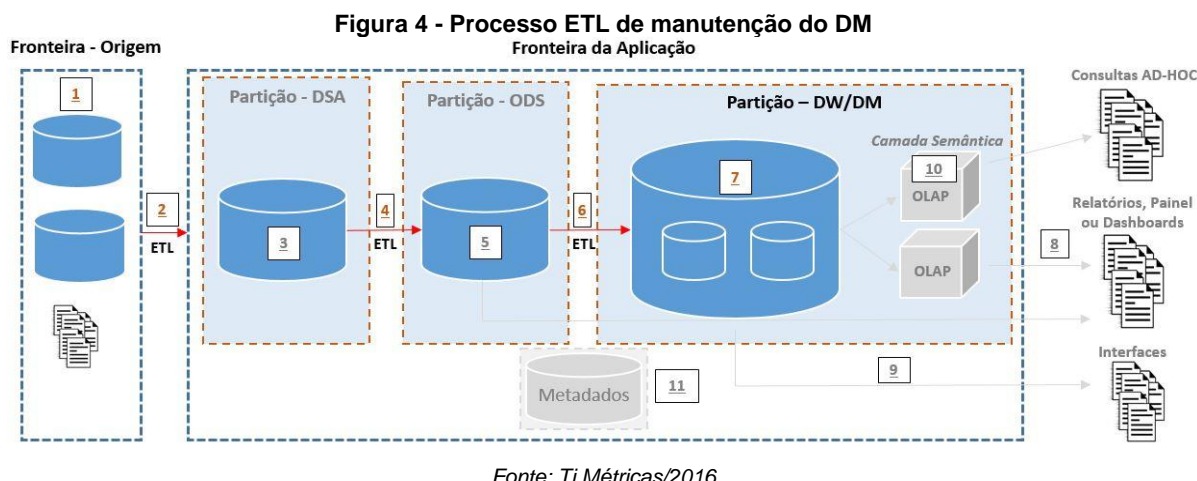 Figura 4 - Processo ETL de manutenção do DM
Fronteira - Origem
Fronteira da Aplicação
1
2
ETL
Partição - DSA
3
4
ETL
Partição - ODS
5
6
ETL
Partição – DW/DM
7
Camada Semântica
10
OLAP
OLAP
Metadados
11
8
9
Consultas AD-HOC
Relatórios, Painel
ou Dashboards
Interfaces
Fonte: Ti Métricas/2016